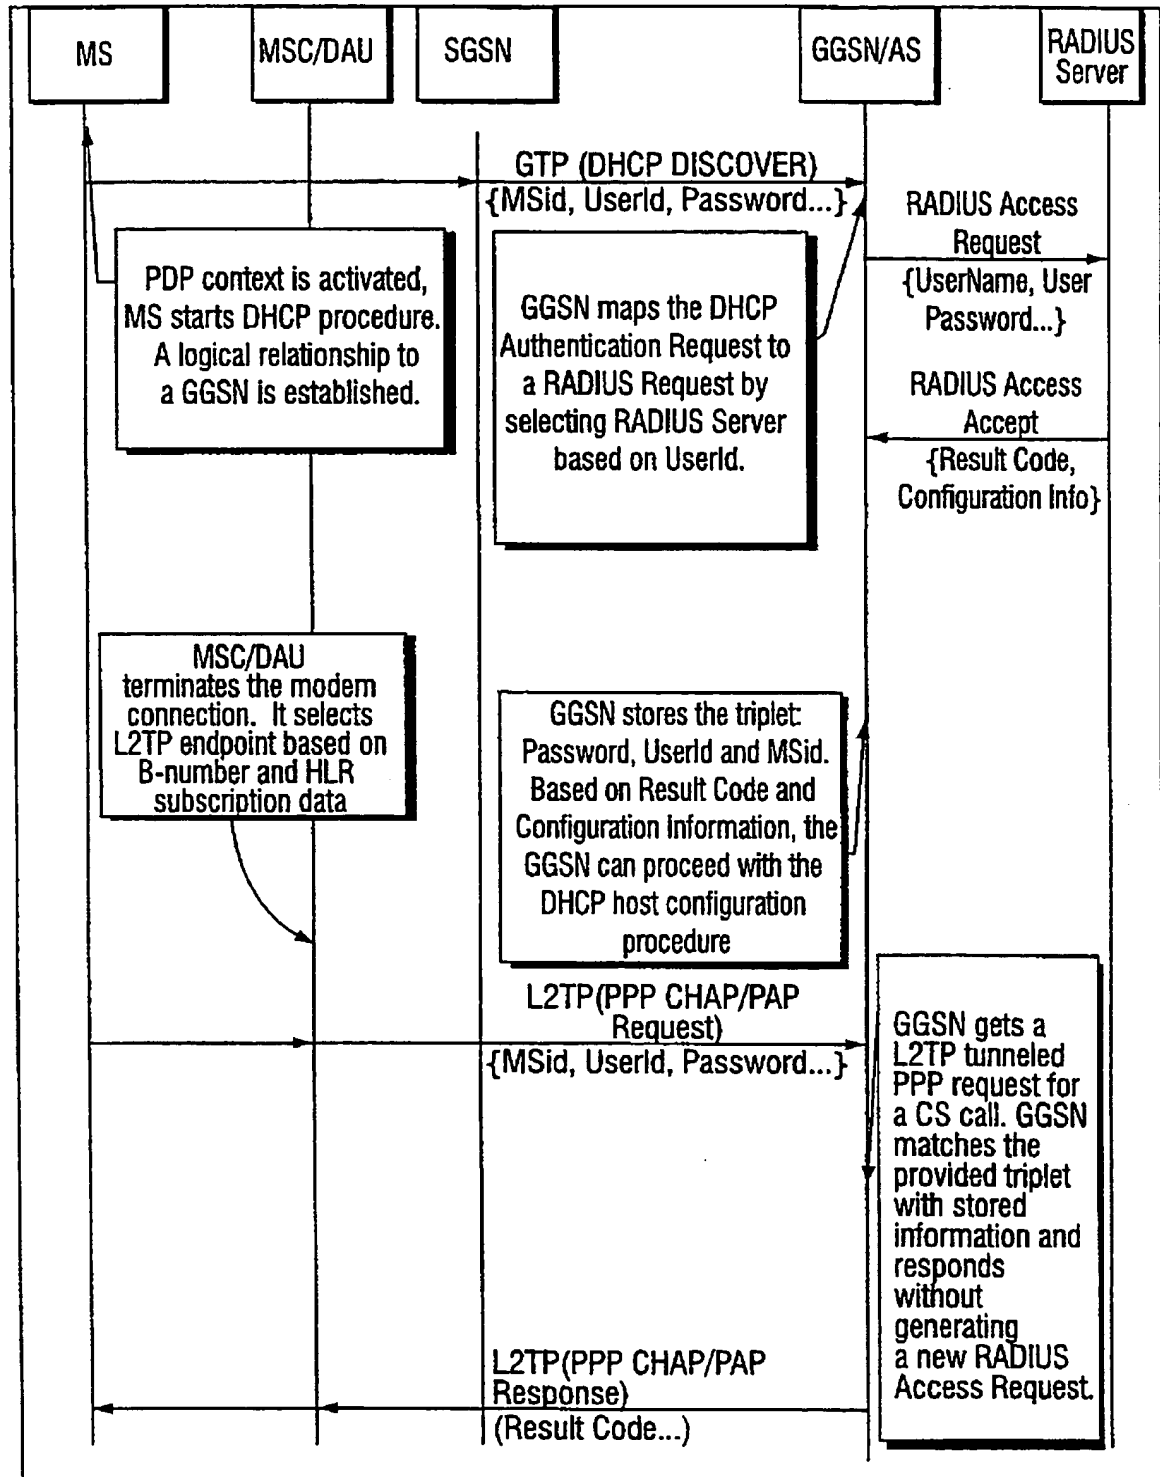 MS
MSC/DAU
SGSN
GGSN/AS
RADIUS
Server
GTP (DHCP DISCOVER)
{MSid, UserId, Password...}
RADIUS Access
Request
{UserName, User
Password...}
PDP context is activated,
MS starts DHCP procedure.
A logical relationship to
a GGSN is established.
GGSN maps the DHCP
Authentication Request to
a RADIUS Request by
selecting RADIUS Server
based on UserId.
RADIUS Access
Accept
{Result Code,
Configuration Info}
MSC/DAU
terminates the modem
connection. It selects
L2TP endpoint based on
B-number and HLR
subscription data
GGSN stores the triplet:
Password, UserId and MSid.
Based on Result Code and
Configuration Information, the
GGSN can proceed with the
DHCP host configuration
procedure
L2TP(PPP CHAP/PAP
Request)
{MSid, UserId, Password...}
GGSN gets a
L2TP tunneled
PPP request for
a CS call. GGSN
matches the
provided triplet
with stored
information and
responds
without
generating
a new RADIUS
Access Request.
L2TP(PPP CHAP/PAP
Response)
(Result Code...)